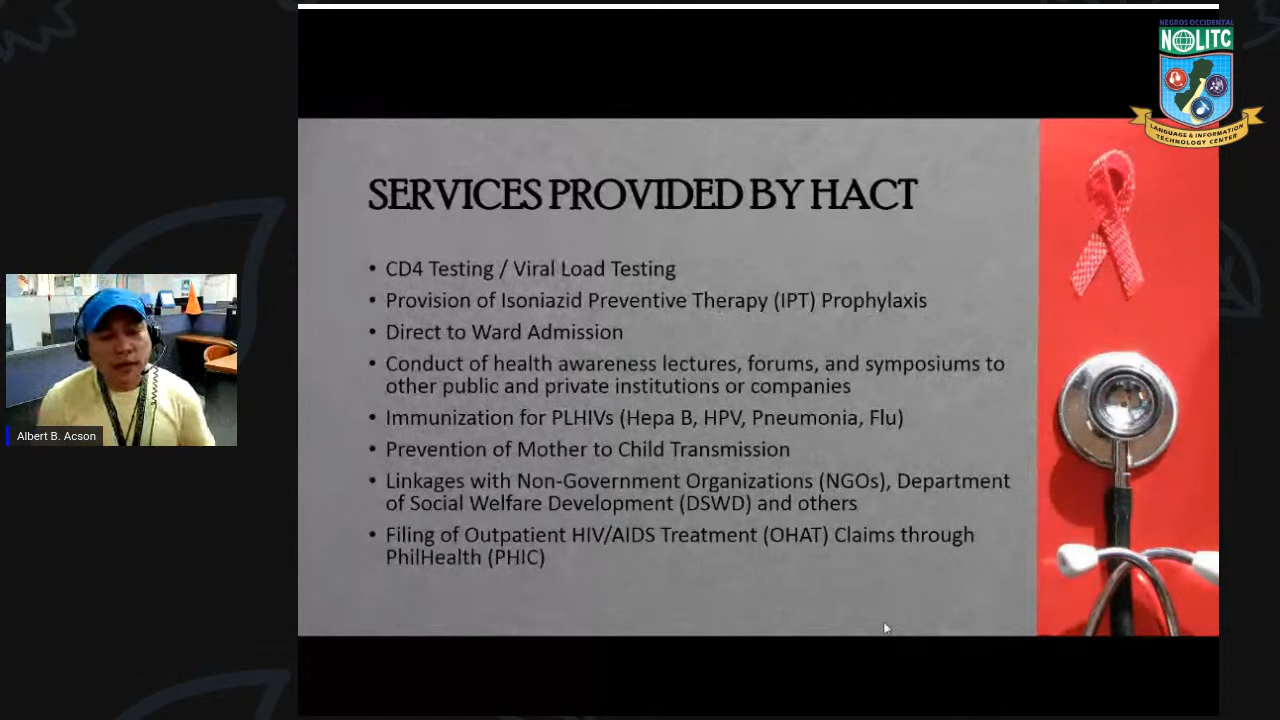 NEGROS OCCIDENTAL
NOLITC
LANGUAGE & INFORMATION
TECHNOLOGY CENTER
SERVICES PROVIDED BY HACT
• CD4 Testing / Viral Load Testing
• Provision of Isoniazid Preventive Therapy (IPT) Prophylaxis
• Direct to Ward Admission
• Conduct of health awareness lectures, forums, and symposiums to
other public and private institutions or companies
• Immunization for PLHIVs (Hepa B, HPV, Pneumonia, Flu)
• Prevention of Mother to Child Transmission
• Linkages with Non-Government Organizations (NGOs), Department
of Social Welfare Development (DSWD) and others
• Filing of Outpatient HIV/AIDS Treatment (OHAT) Claims through
PhilHealth (PHIC)
Albert B. Acson